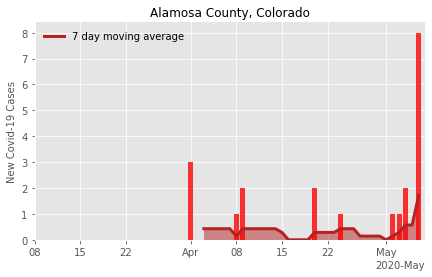 Alamosa County, Colorado
7 day moving average
New Covid-19 Cases
8
7
6
5
4
3
2
1
0
08 15 22 Apr 08 15 22 May
2020-May